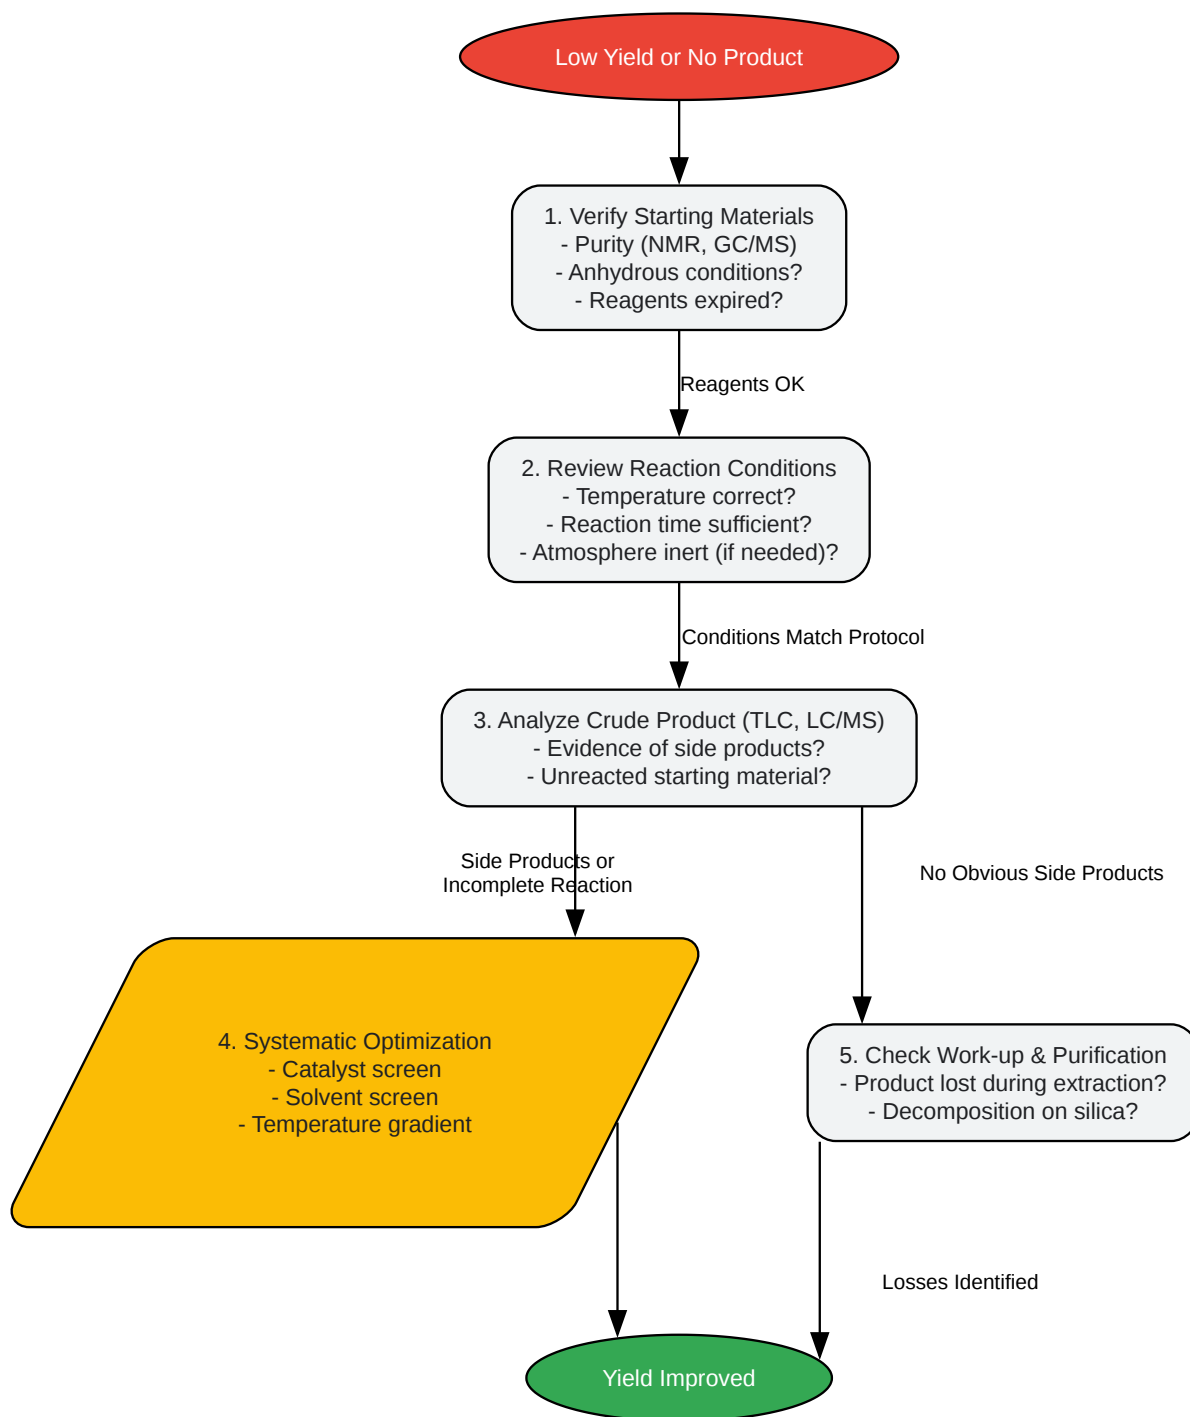 Low Yield or No Product
1. Verify Starting Materials
- Purity (NMR, GC/MS)
- Anhydrous conditions?
- Reagents expired?
Reagents OK
2. Review Reaction Conditions
- Temperature correct?
- Reaction time sufficient?
- Atmosphere inert (if needed)?
Conditions Match Protocol
3. Analyze Crude Product (TLC, LC/MS)
- Evidence of side products?
- Unreacted starting material?
Side Products or
Incomplete Reaction
No Obvious Side Products
4. Systematic Optimization
- Catalyst screen
- Solvent screen
- Temperature gradient
5. Check Work-up & Purification
- Product lost during extraction?
- Decomposition on silica?
Losses Identified
Yield Improved